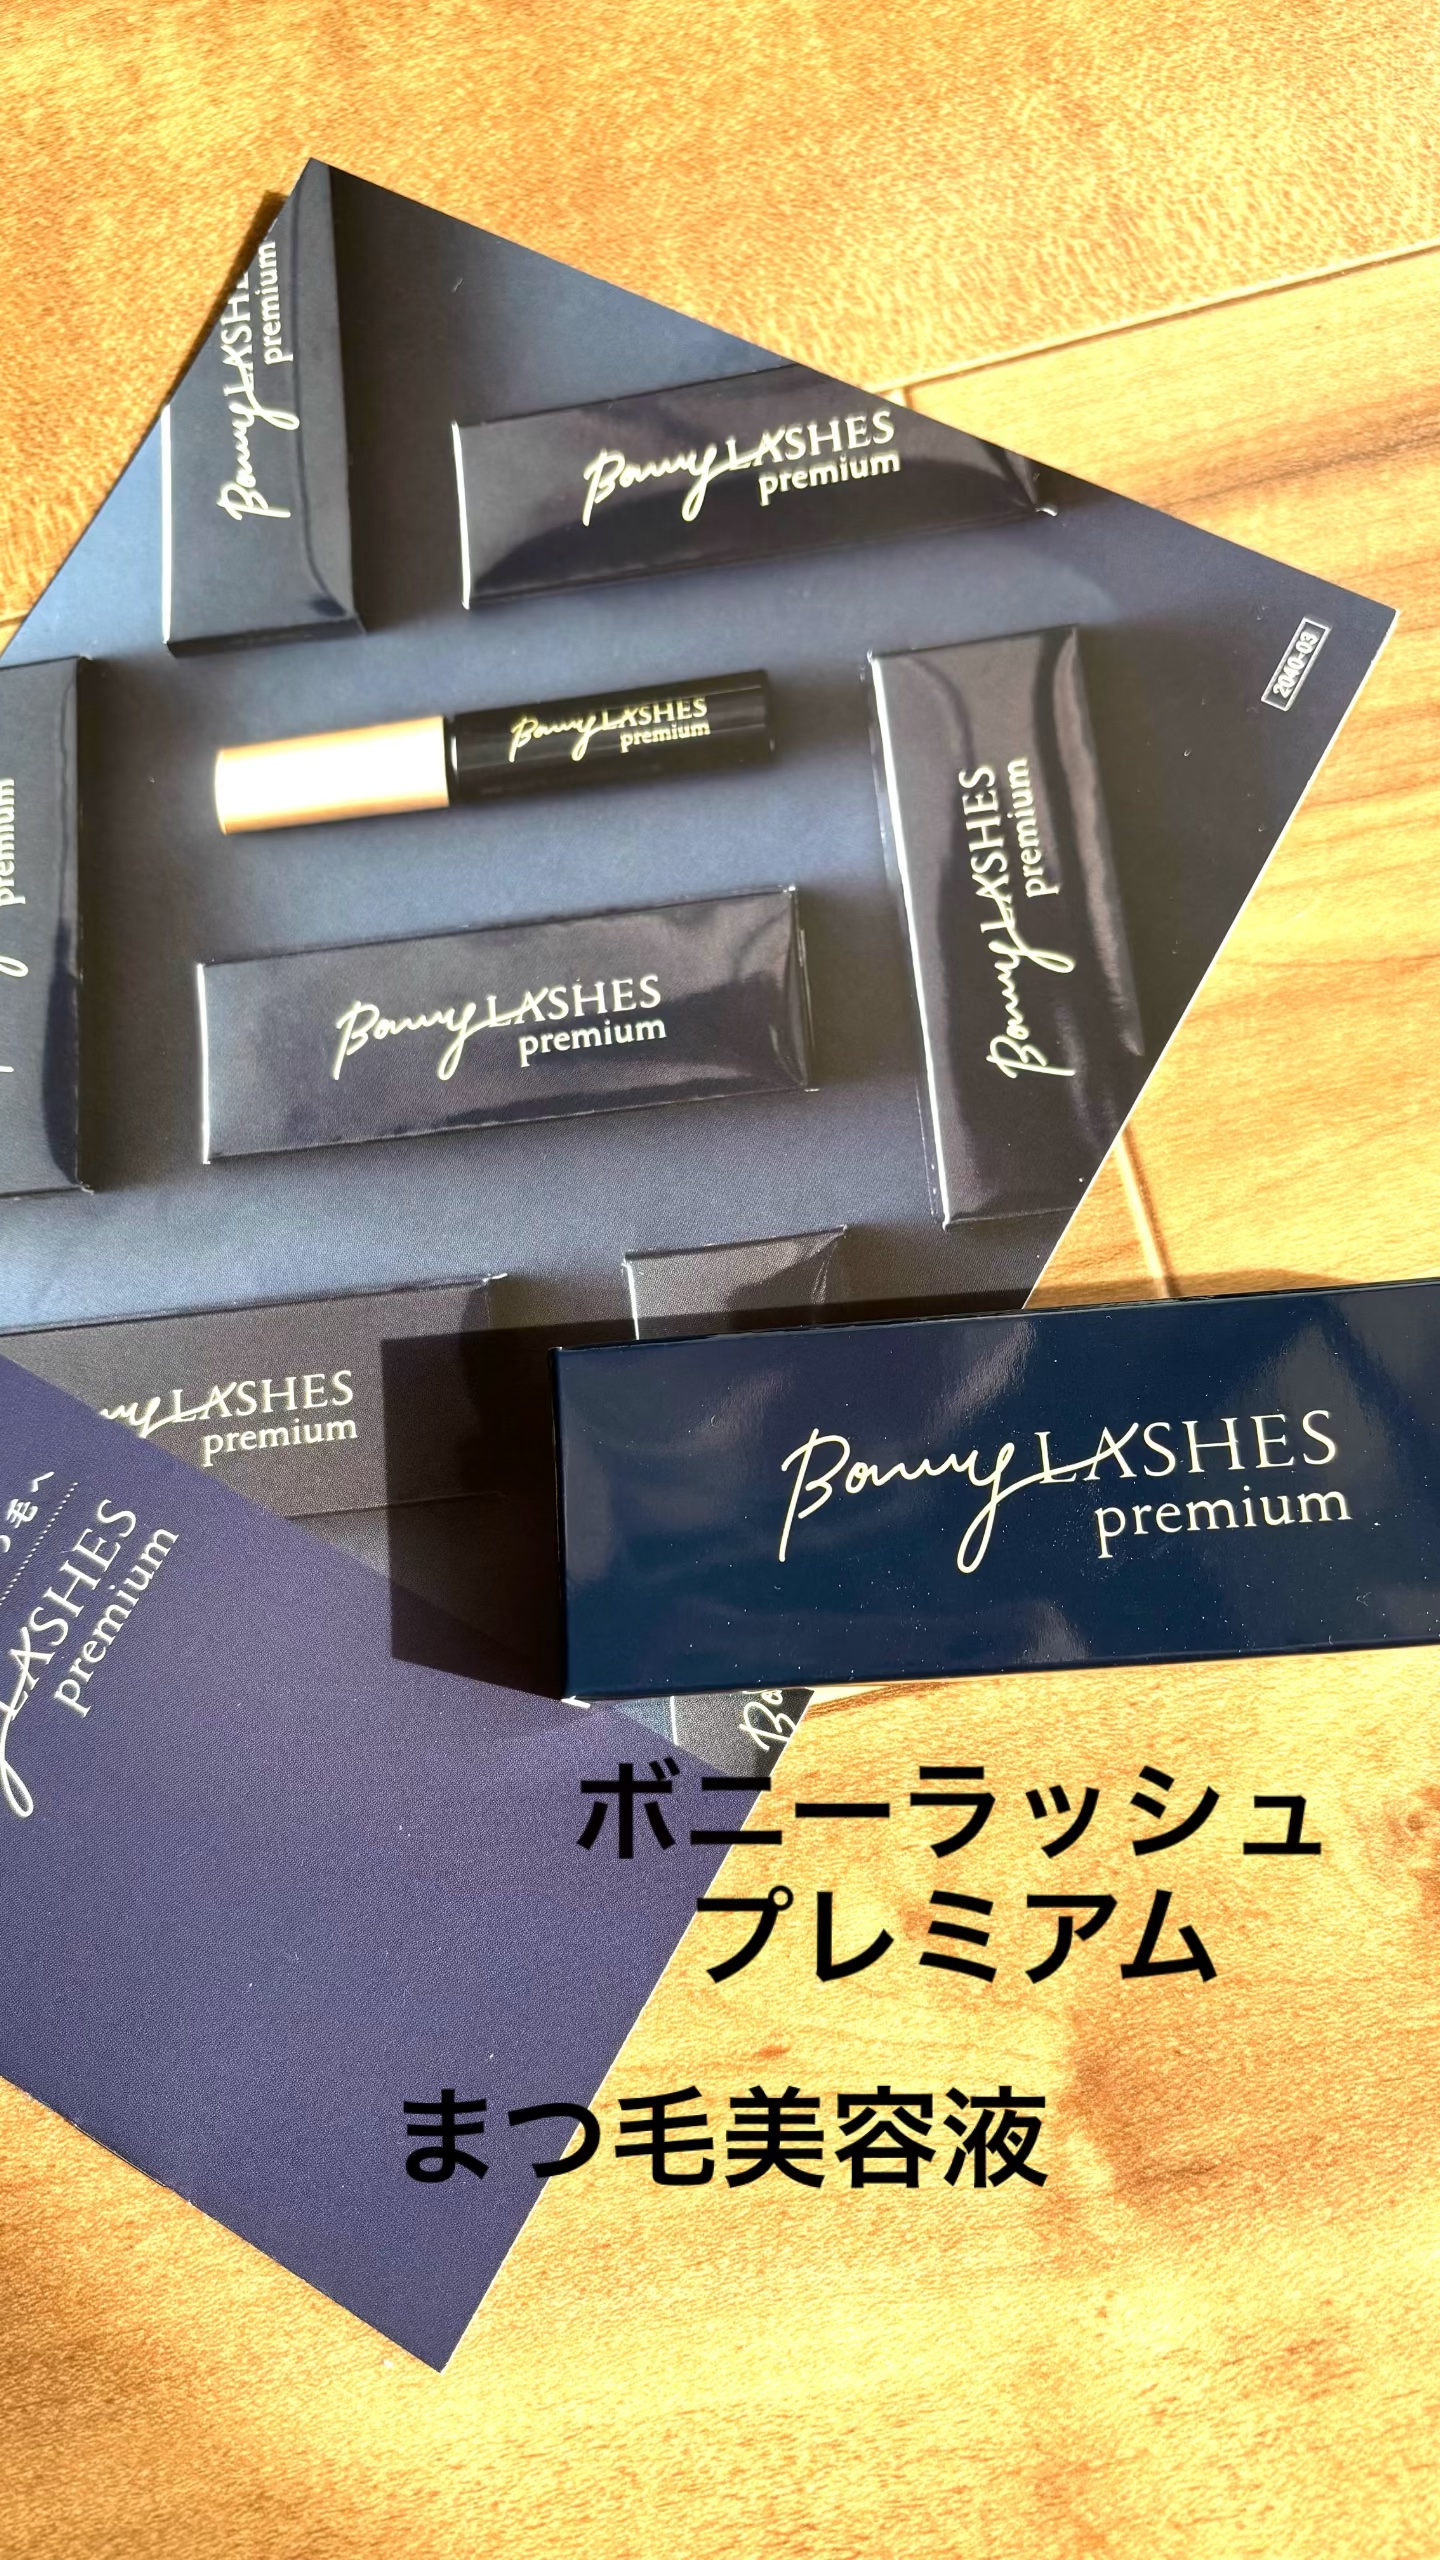 Bonny LASHES
premium
Bonny LASHES
premium
2040-03
Bonny LASHES
premium
premium
Bonny LASHES
premium
Bonny LASHES
premium
LASHES
premium
Bonny LASHES
premium
LASHES
premium
Bo
ボニーラッシュ
プレミアム
まつ毛美容液